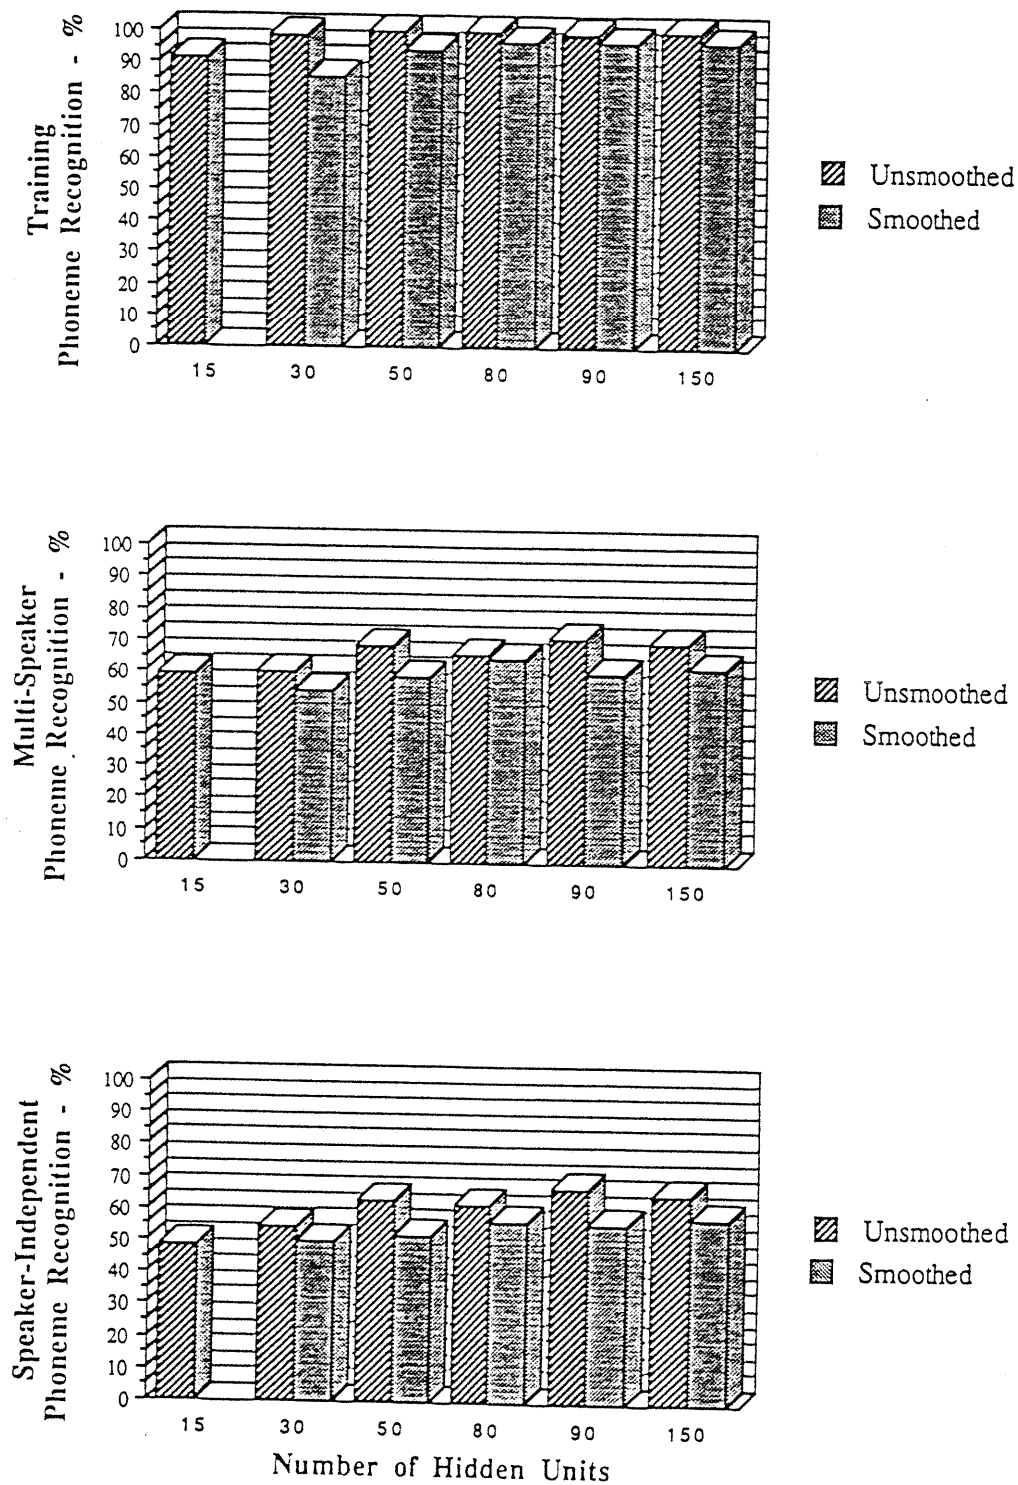 Training
Phoneme Recognition - %
100
90
80
70
60
50
40
30
20
10
0
15 30 50 80 90 150
Unsmoothed
Smoothed
Multi-Speaker
Phoneme Recognition - %
100
90
80
70
60
50
40
30
20
10
0
15 30 50 80 90 150
Unsmoothed
Smoothed
Speaker-Independent
Phoneme Recognition - %
100
90
80
70
60
50
40
30
20
10
0
15 30 50 80 90 150
Unsmoothed
Smoothed
Number of Hidden Units